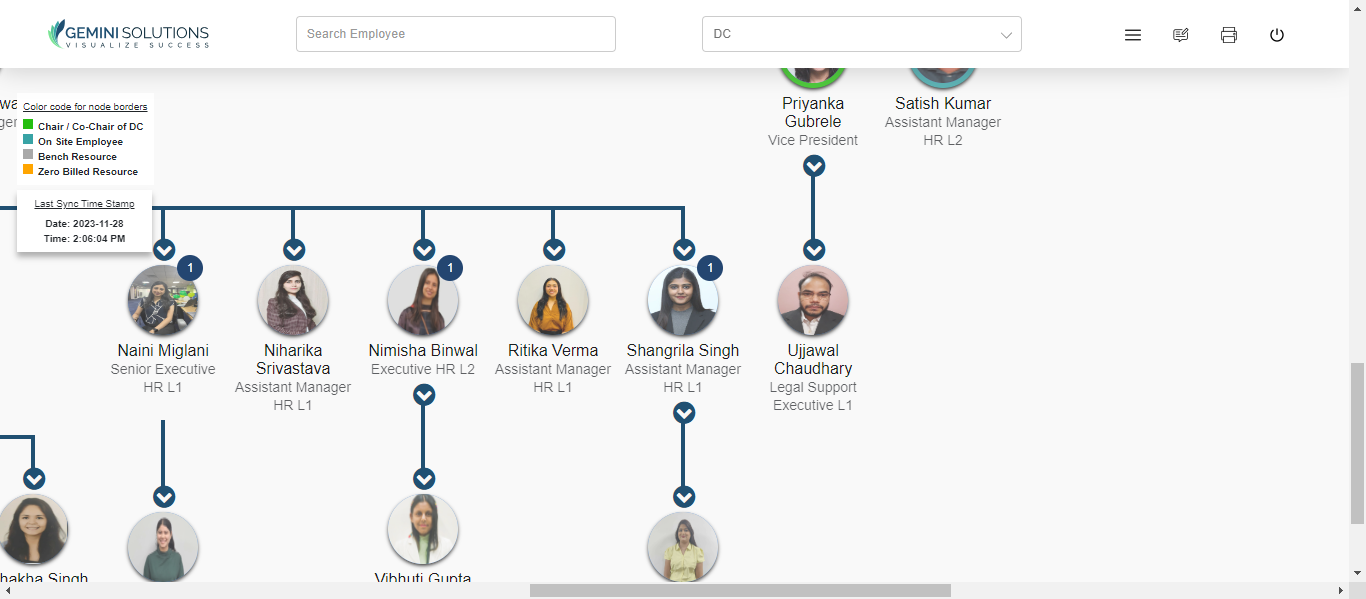 GEMINI SOLUTIONS
VISUALIZE SUCCESS
Search Employee
DC
Color code for node borders
Chair / Co-Chair of DC
On Site Employee
Bench Resource
Zero Billed Resource
Last Sync Time Stamp
Date: 2023-11-28
Time: 2:06:04 PM
Priyanka
Gubrele
Vice President
Satish Kumar
Assistant Manager
HR L2
1
Naini Miglani
Senior Executive
HR L1
Niharika
Srivastava
Assistant Manager
HR L1
1
Nimisha Binwal
Executive HR L2
Ritika Verma
Assistant Manager
HR L1
1
Shangrila Singh
Assistant Manager
HR L1
Ujjawal
Chaudhary
Legal Support
Executive L1
Singh
Vibhuti Gupta